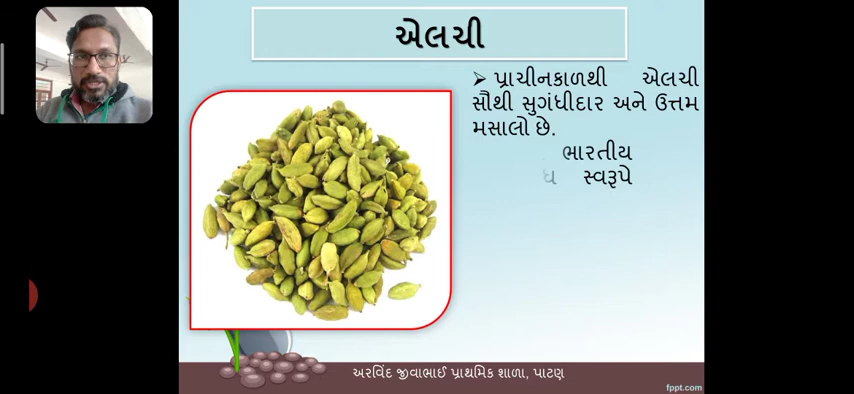 એલચી
➤ પ્રાચીનકાળથી એલચી
સૌથી સુગંધીદાર અને ઉત્તમ
મસાલો છે.
ભારતીય
ઘ સ્વરૂપે
અરવિંદ જીવાભાઈ પ્રાથમિક શાળા, પાટણ
fppt.com